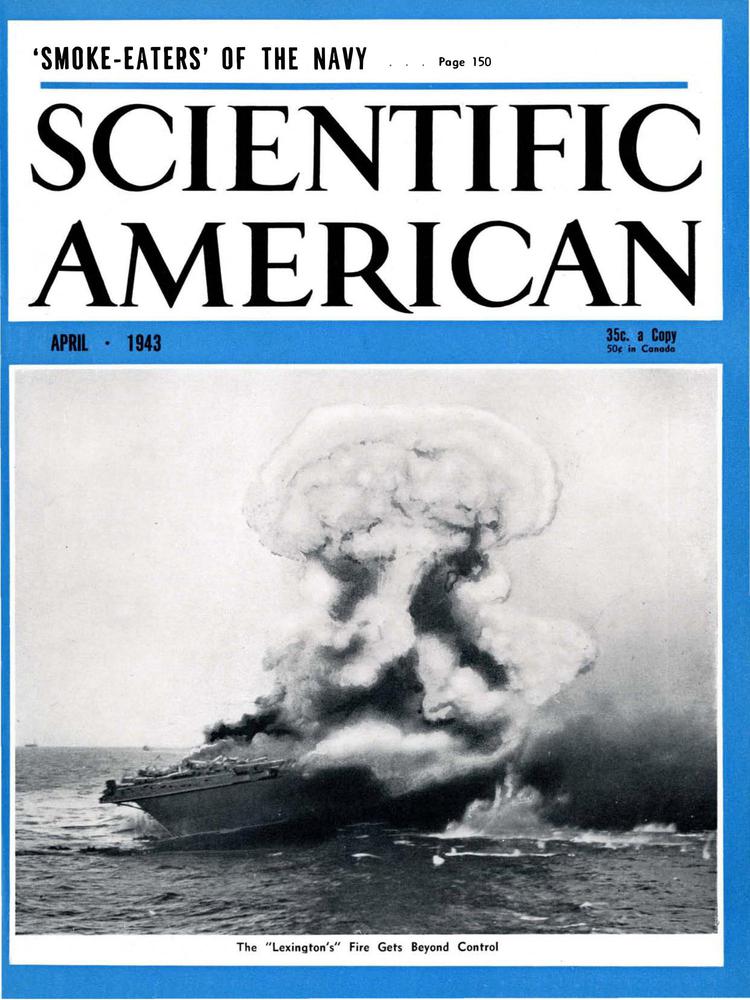 'SMOKE-EATERS' OF THE NAVY . . . Page 150
SCIENTIFIC
AMERICAN
APRIL · 1943
35c. a Copy
50¢ in Canada
The "Lexington's" Fire Gets Beyond Control